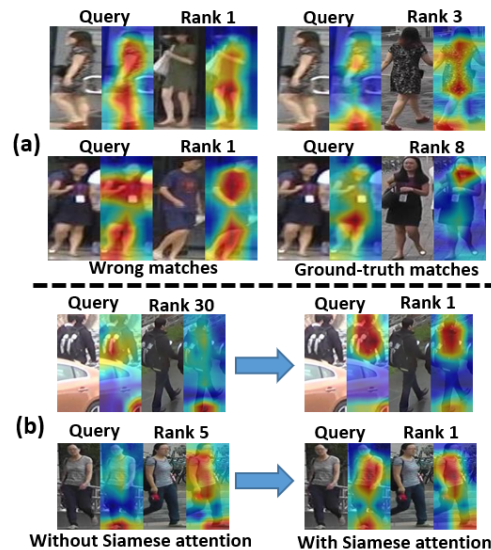 Query Rank 1 Query Rank 3
(a)
Query Rank 1 Query Rank 8
Wrong matches Ground-truth matches
Query Rank 30 Query Rank 1
(b)
Query Rank 5 Query Rank 1
Without Siamese attention With Siamese attention